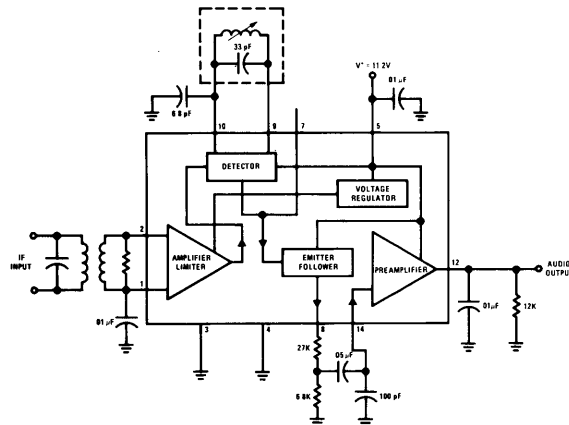 33 pF
V+ = 11 2V
01 µF
6 8 pF
10
9
7
5
DETECTOR
VOLTAGE
REGULATOR
2
IF
INPUT
AMPLIFIER
LIMITER
EMITTER
FOLLOWER
PREAMPLIFIER
12
AUDIO
OUTPUT
1
01 µF
01µF
12K
3
4
8
14
27K
05 µF
6 8K
100 pF